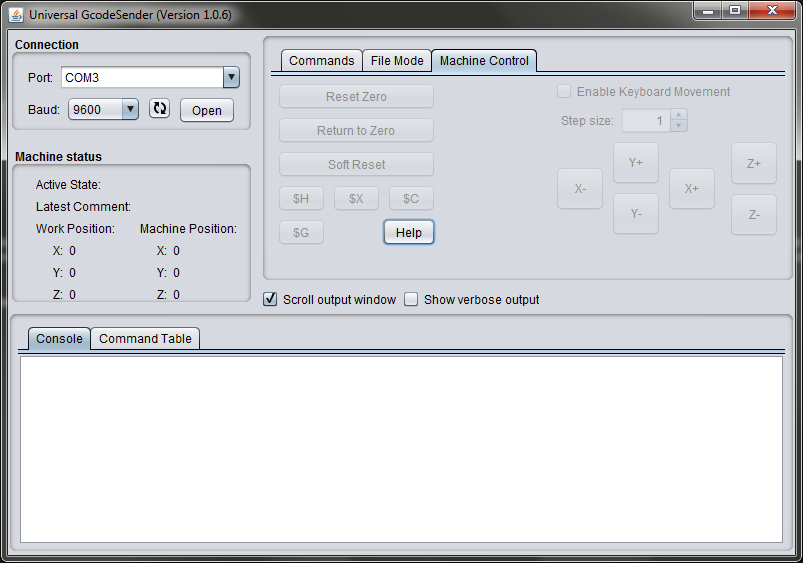 Universal GcodeSender (Version 1.0.6)
Connection
Port: COM3
Baud: 9600 Open
Machine status
Active State:
Latest Comment:
Work Position: Machine Position:
X: 0 X: 0
Y: 0 Y: 0
Z: 0 Z: 0
Commands File Mode Machine Control
Reset Zero
Return to Zero
Soft Reset
$H $X $C
$G Help
Enable Keyboard Movement
Step size: 1
Y+ Z+
X- X+
Y- Z-
Scroll output window Show verbose output
Console Command Table